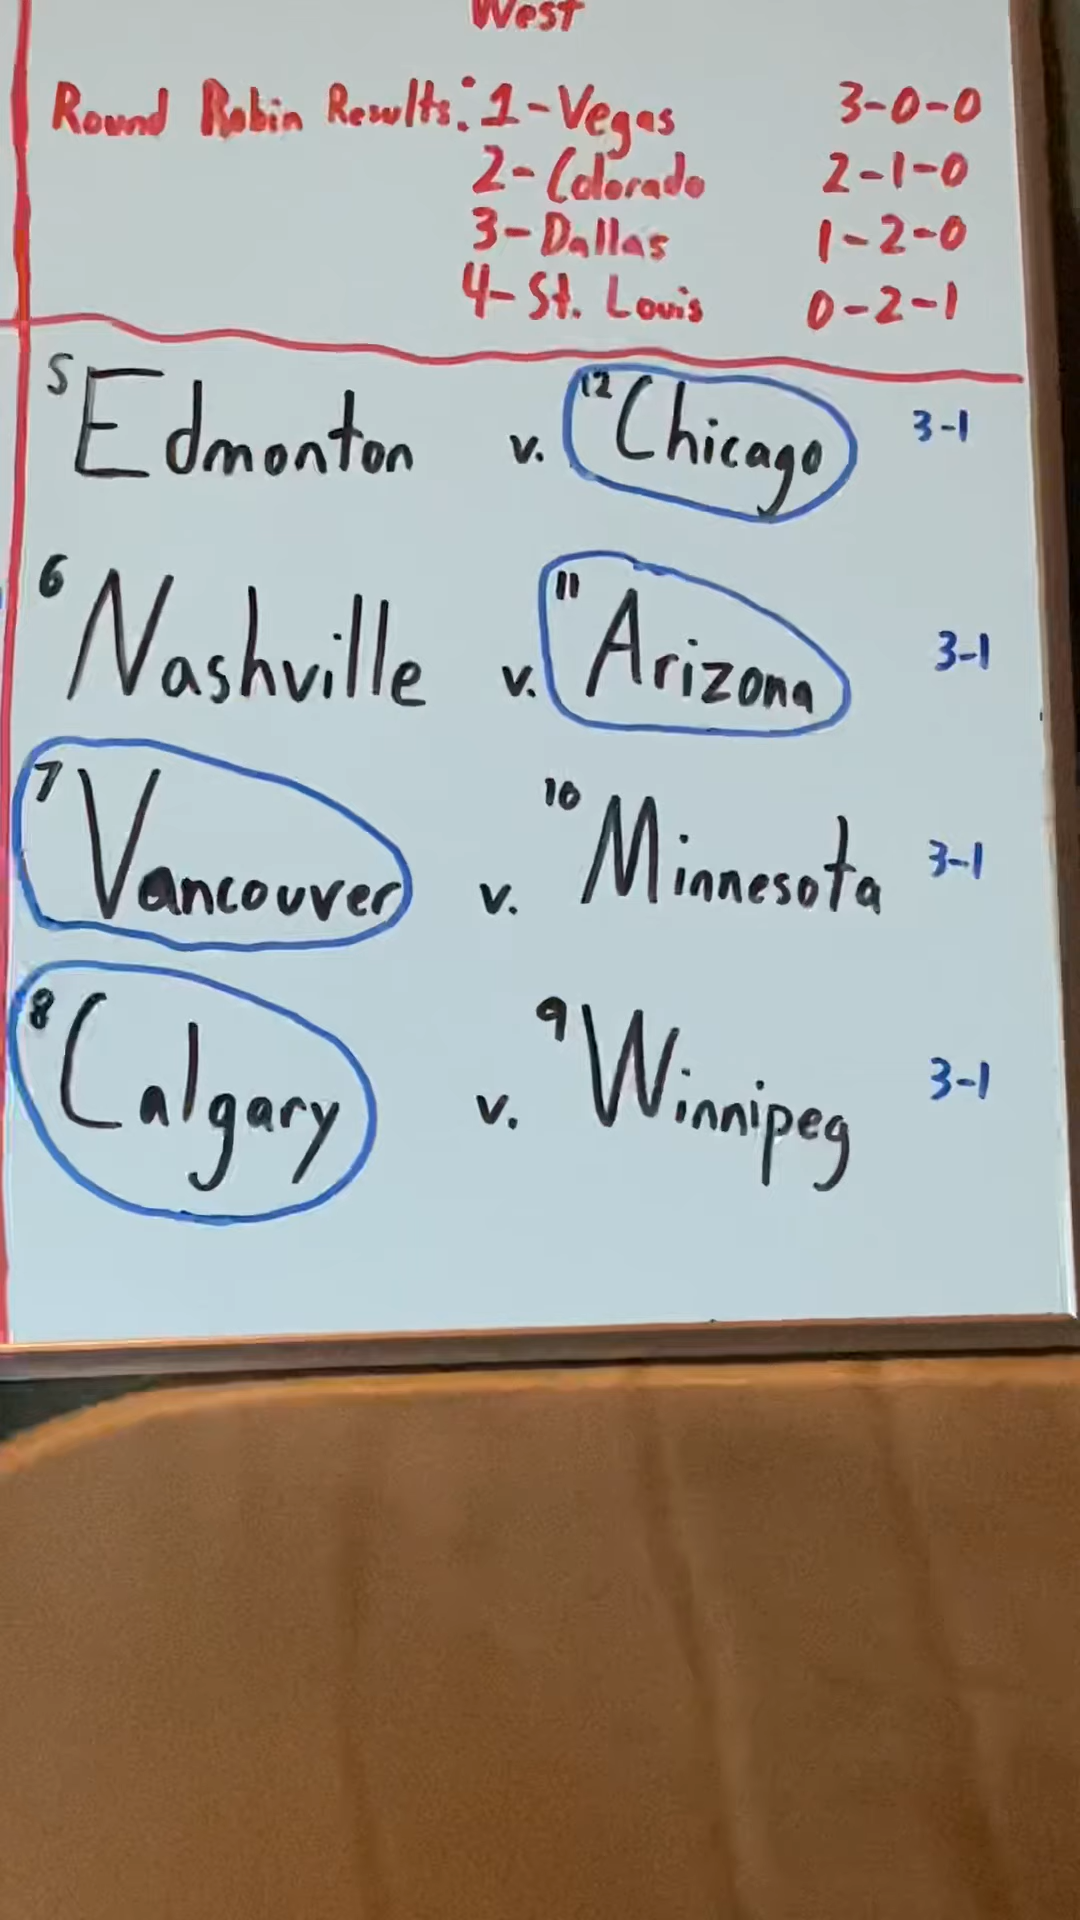 West
Round Robin Results: 1-Vegas 3-0-0
2-Colorado 2-1-0
3-Dallas 1-2-0
4-St. Louis 0-2-1
5 Edmonton v. 12 Chicago 3-1
6 Nashville v. 11 Arizona 3-1
7 Vancouver v. 10 Minnesota 3-1
8 Calgary v. 9 Winnipeg 3-1